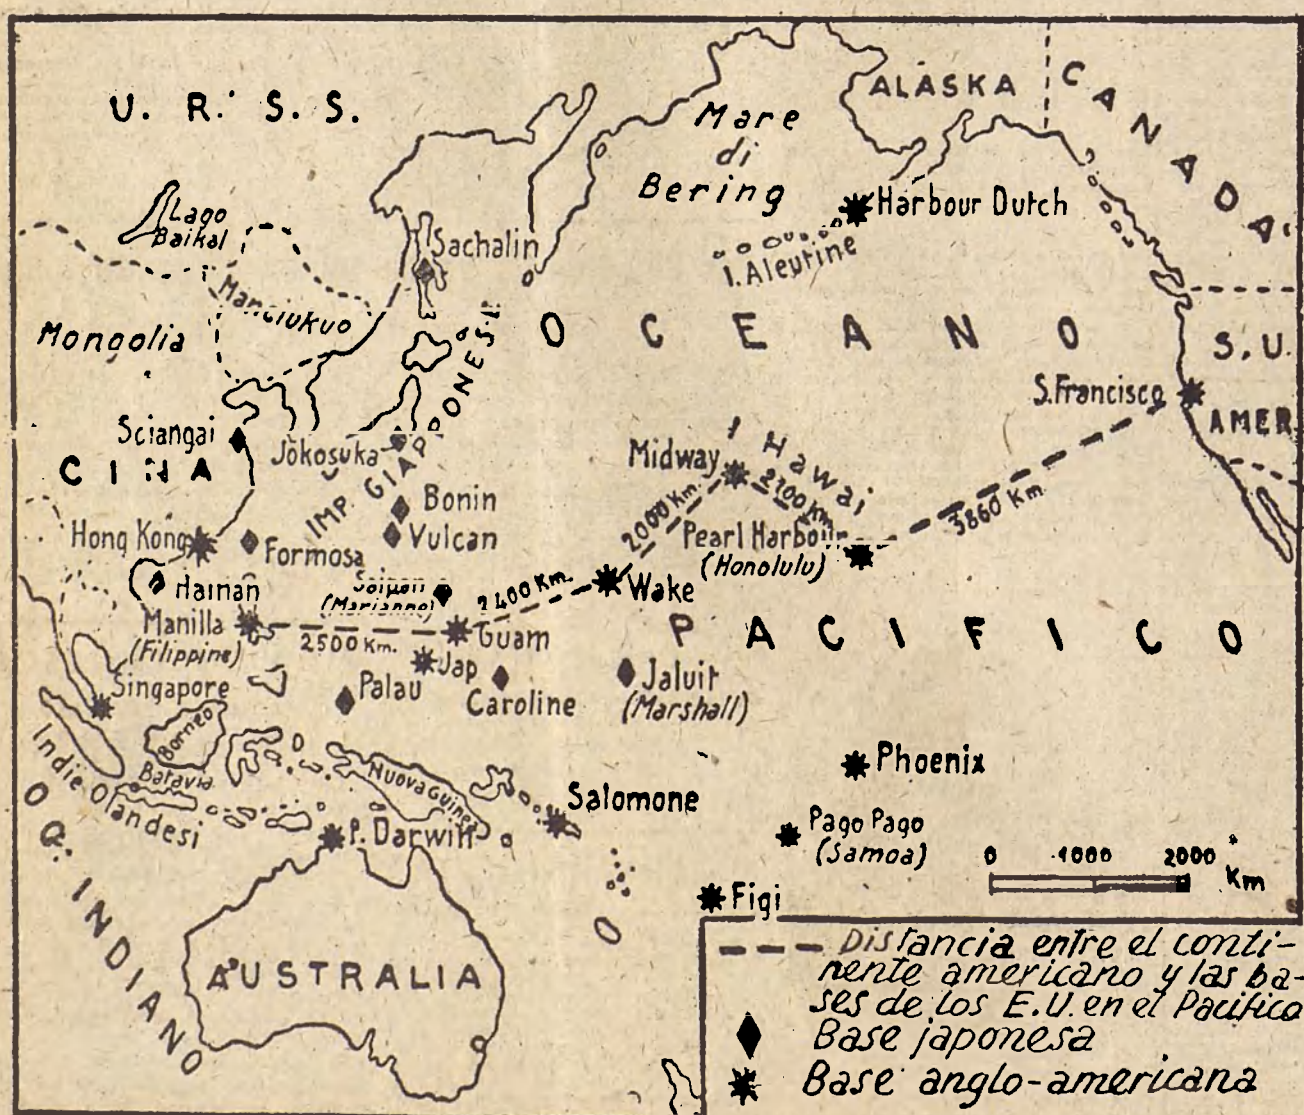 U. R. S. S.
ALASKA
CANADA
Mare
di
Bering
Lago
Baikal
Harbour Dutch
Sachalin
I. Aleutine
Manciukuo
Mongolia
OCEANO
S. U.
AMER.
S. Francisco
Sciangai
Jokosuka
IMP. GIAPPONESE
CINA
Midway
I Hawai
2000 Km.
2100 Km.
3860 Km.
Bonin
Vulcan
Hong Kong
Formosa
Pearl Harbour
(Honolulu)
Hainan
Saipan
(Marianne)
2400 Km.
Wake
Manilla
(Filippine)
2500 Km.
Guam
PACIFICO
Jap
Singapore
Palau
Caroline
Jaluit
(Marshall)
Borneo
Batavia
Nuova Guinea
Indie Olandesi
Phoenix
Salomone
P. Darwin
Pago Pago
(Samoa)
0 1000 2000
Km
Figi
O C. INDIANO
AUSTRALIA
Distancia entre el conti-
nente americano y las ba-
ses de los E.U. en el Pacifico
Base japonesa
Base anglo-americana